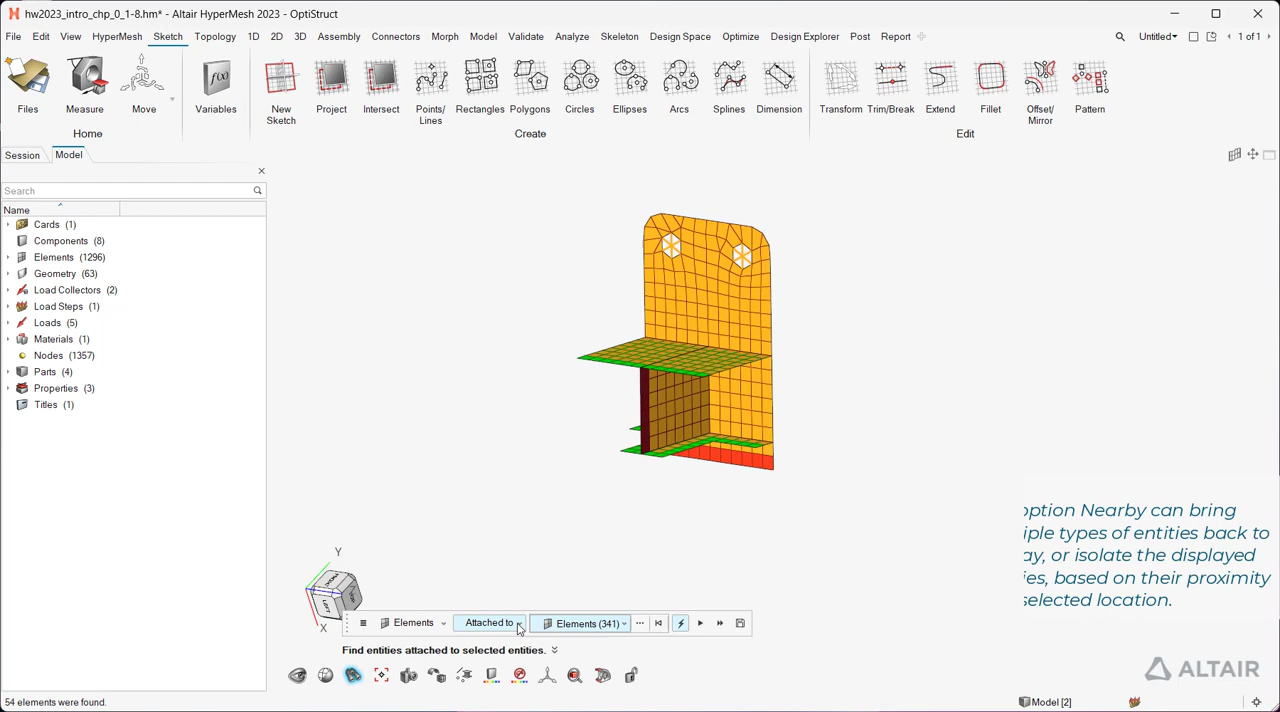 hw2023_intro_chp_0_1-8.hm* - Altair HyperMesh 2023 - OptiStruct
File Edit View HyperMesh Sketch Topology 1D 2D 3D Assembly Connectors Morph Model Validate Analyze Skeleton Design Space Optimize Design Explorer Post Report Untitled 1 of 1
Files Measure Move Variables New Sketch Project Intersect Points/Lines Rectangles Polygons Circles Ellipses Arcs Splines Dimension Transform Trim/Break Extend Fillet Offset/Mirror Pattern
Home Create Edit
Session Model
Search
Name
Cards (1)
Components (8)
Elements (1296)
Geometry (63)
Load Collectors (2)
Load Steps (1)
Loads (5)
Materials (1)
Nodes (1357)
Parts (4)
Properties (3)
Titles (1)
option Nearby can bring
iple types of entities back to
ay, or isolate the displayed
ies, based on their proximity
selected location.
Y
LEFT
X
Elements Attached to Elements (341)
Find entities attached to selected entities.
ALTAIR
54 elements were found.
Model [2]